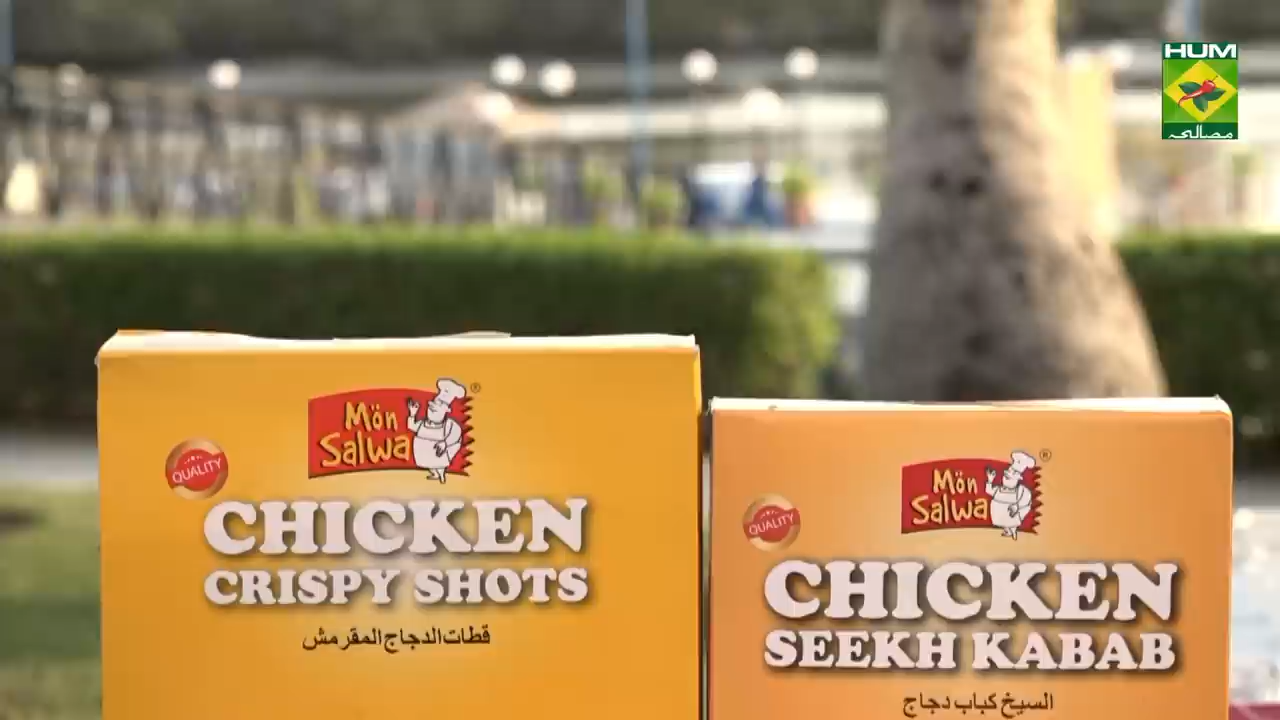 HUM
مصالحہ
Mön
Salwa
®
QUALITY
CHICKEN
CRISPY SHOTS
قطات الدجاج المقرمش
Mön
Salwa
®
QUALITY
CHICKEN
SEEKH KABAB
السيخ كباب دجاج